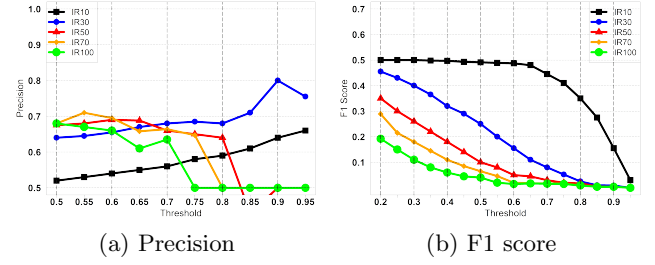 1.0
0.9
0.8
0.7
0.6
0.5
Precision
IR10
IR30
IR50
IR70
IR100
0.5 0.55 0.6 0.65 0.7 0.75 0.8 0.85 0.9 0.95
Threshold
(a) Precision
0.7
0.6
0.5
0.4
0.3
0.2
0.1
F1 Score
IR10
IR30
IR50
IR70
IR100
0.2 0.3 0.4 0.5 0.6 0.7 0.8 0.9
Threshold
(b) F1 score